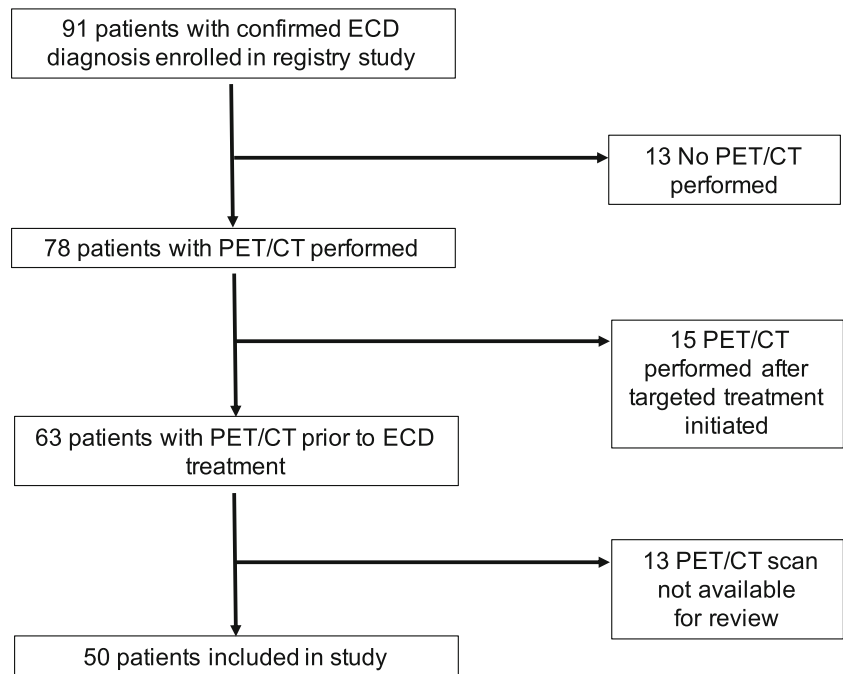 91 patients with confirmed ECD
diagnosis enrolled in registry study
13 No PET/CT
performed
78 patients with PET/CT performed
15 PET/CT
performed after
targeted treatment
initiated
63 patients with PET/CT prior to ECD
treatment
13 PET/CT scan
not available
for review
50 patients included in study